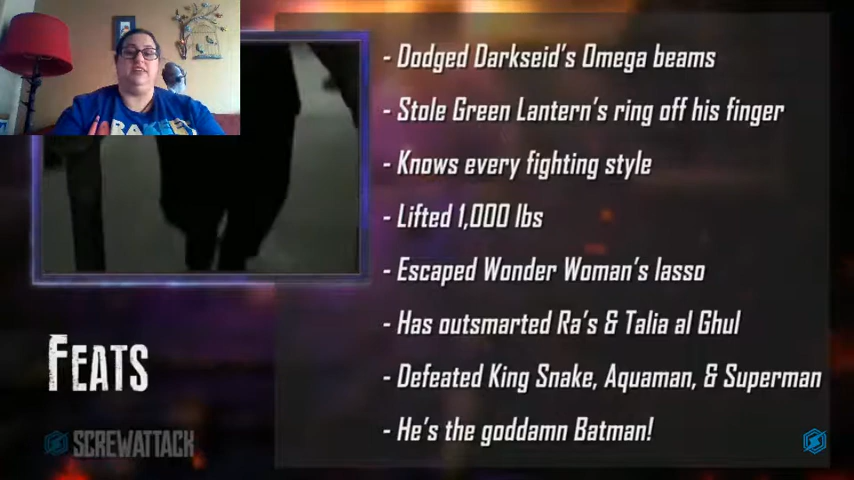 - Dodged Darkseid's Omega beams
- Stole Green Lantern's ring off his finger
- Knows every fighting style
- Lifted 1,000 lbs
- Escaped Wonder Woman's lasso
- Has outsmarted Ra's & Talia al Ghul
- Defeated King Snake, Aquaman, & Superman
- He's the goddamn Batman!
FEATS
SCREWATTACK